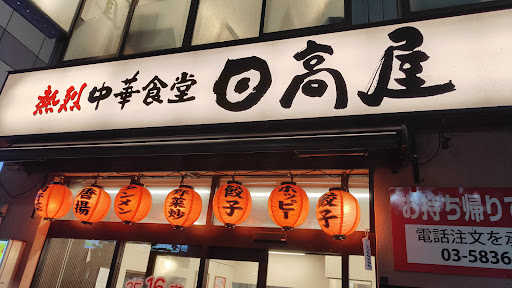 熱烈中華食堂日高屋
唐揚
ラーメン
野菜炒
餃子
ホッピー
餃子
お持ち帰り
電話注文を
03-5836
16